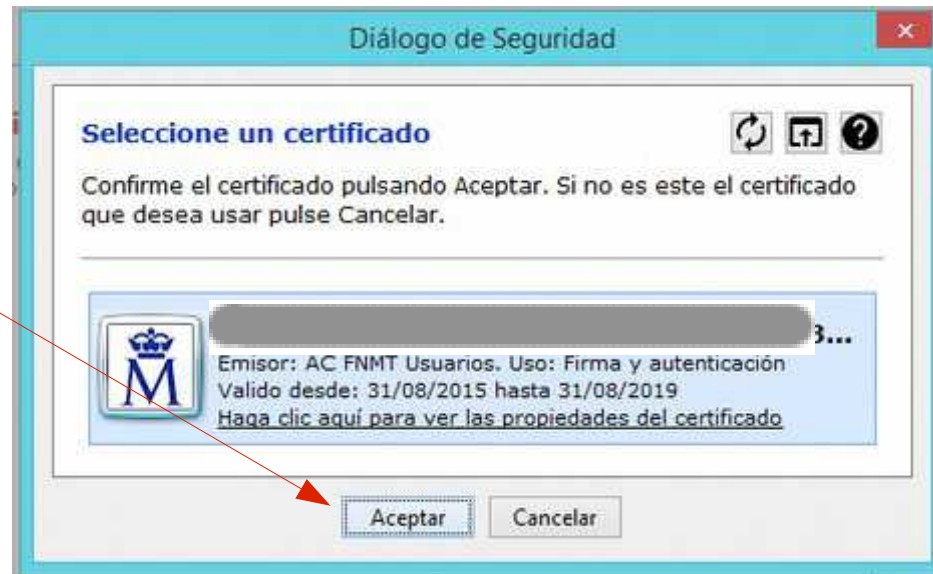 Diálogo de Seguridad
Seleccione un certificado
Confirme el certificado pulsando Aceptar. Si no es este el certificado
que desea usar pulse Cancelar.
3...
Emisor: AC FNMT Usuarios. Uso: Firma y autenticación
Valido desde: 31/08/2015 hasta 31/08/2019
Haga clic aquí para ver las propiedades del certificado
Aceptar Cancelar